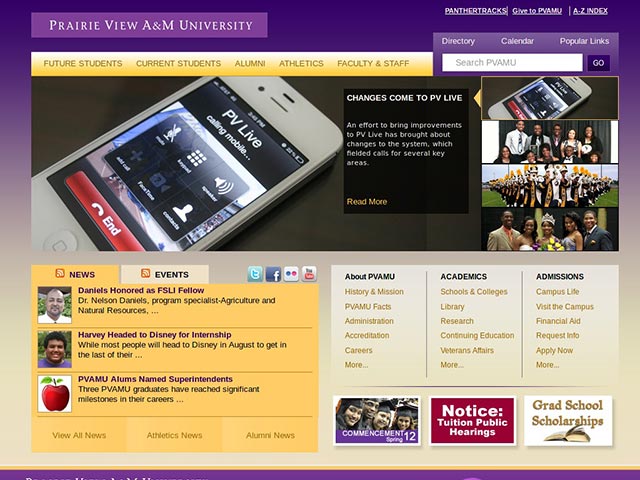 PANTHERTRACKS
Give to PVAMU
A-Z INDEX
PRAIRIE VIEW A&M UNIVERSITY
Directory
Calendar
Popular Links
FUTURE STUDENTS
CURRENT STUDENTS
ALUMNI
ATHLETICS
FACULTY & STAFF
Search PVAMU
GO
PV Live
calling mobile...
add call
keypad
FaceTime
speaker
contacts
End
CHANGES COME TO PV LIVE
An effort to bring improvements
to PV Live has brought about
changes to the system, which
fielded calls for several key
areas.
Read More
NEWS
EVENTS
Daniels Honored as FSLI Fellow
Dr. Nelson Daniels, program specialist-Agriculture and
Natural Resources, ...
Harvey Headed to Disney for Internship
While most people will head to Disney in August to get in
the last of their ...
PVAMU Alums Named Superintendents
Three PVAMU graduates have reached significant
milestones in their careers ...
View All News
Athletics News
Alumni News
About PVAMU
History & Mission
PVAMU Facts
Administration
Accreditation
Careers
More...
ACADEMICS
Schools & Colleges
Library
Research
Continuing Education
Veterans Affairs
More...
ADMISSIONS
Campus Life
Visit the Campus
Financial Aid
Request Info
Apply Now
More...
COMMENCEMENT
Spring 12
Notice:
Tuition Public
Hearings
Grad School
Scholarships
PRAIRIE VIEW A&M UNIVERSITY